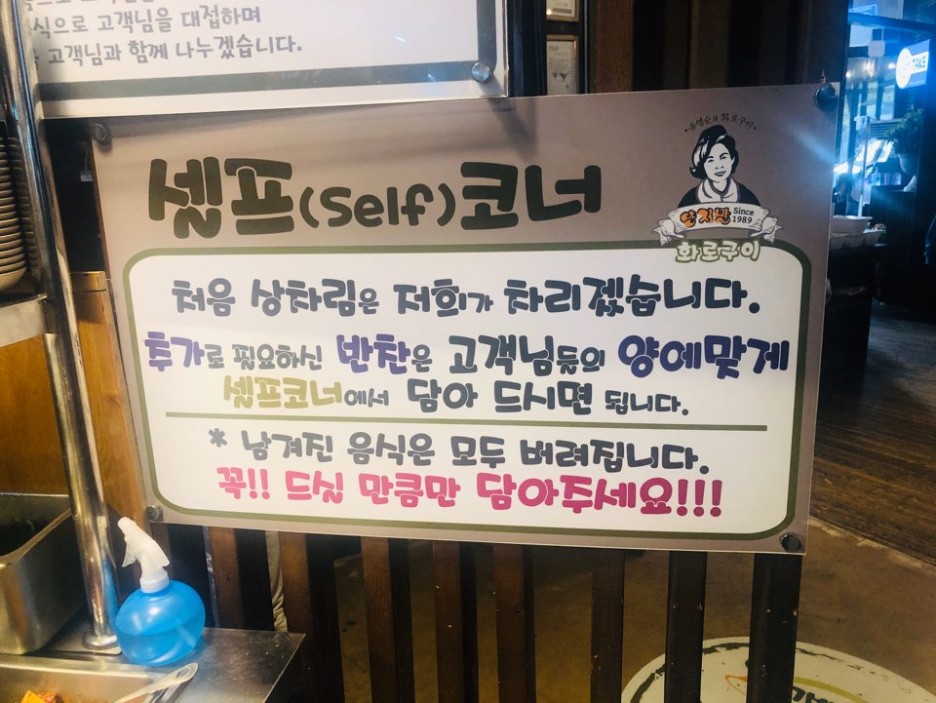 식으로 고객님을 대접하며
고객님과 함께 나누겠습니다.
셀프(Self)코너
Since
1989
화로구이
처음 상차림은 저희가 차리겠습니다.
추가로 필요하신 반찬은 고객님들의 양에맞게
셀프코너에서 담아 드시면 됩니다.
* 남겨진 음식은 모두 버려집니다.
꼭!! 드실 만큼만 담아주세요!!!